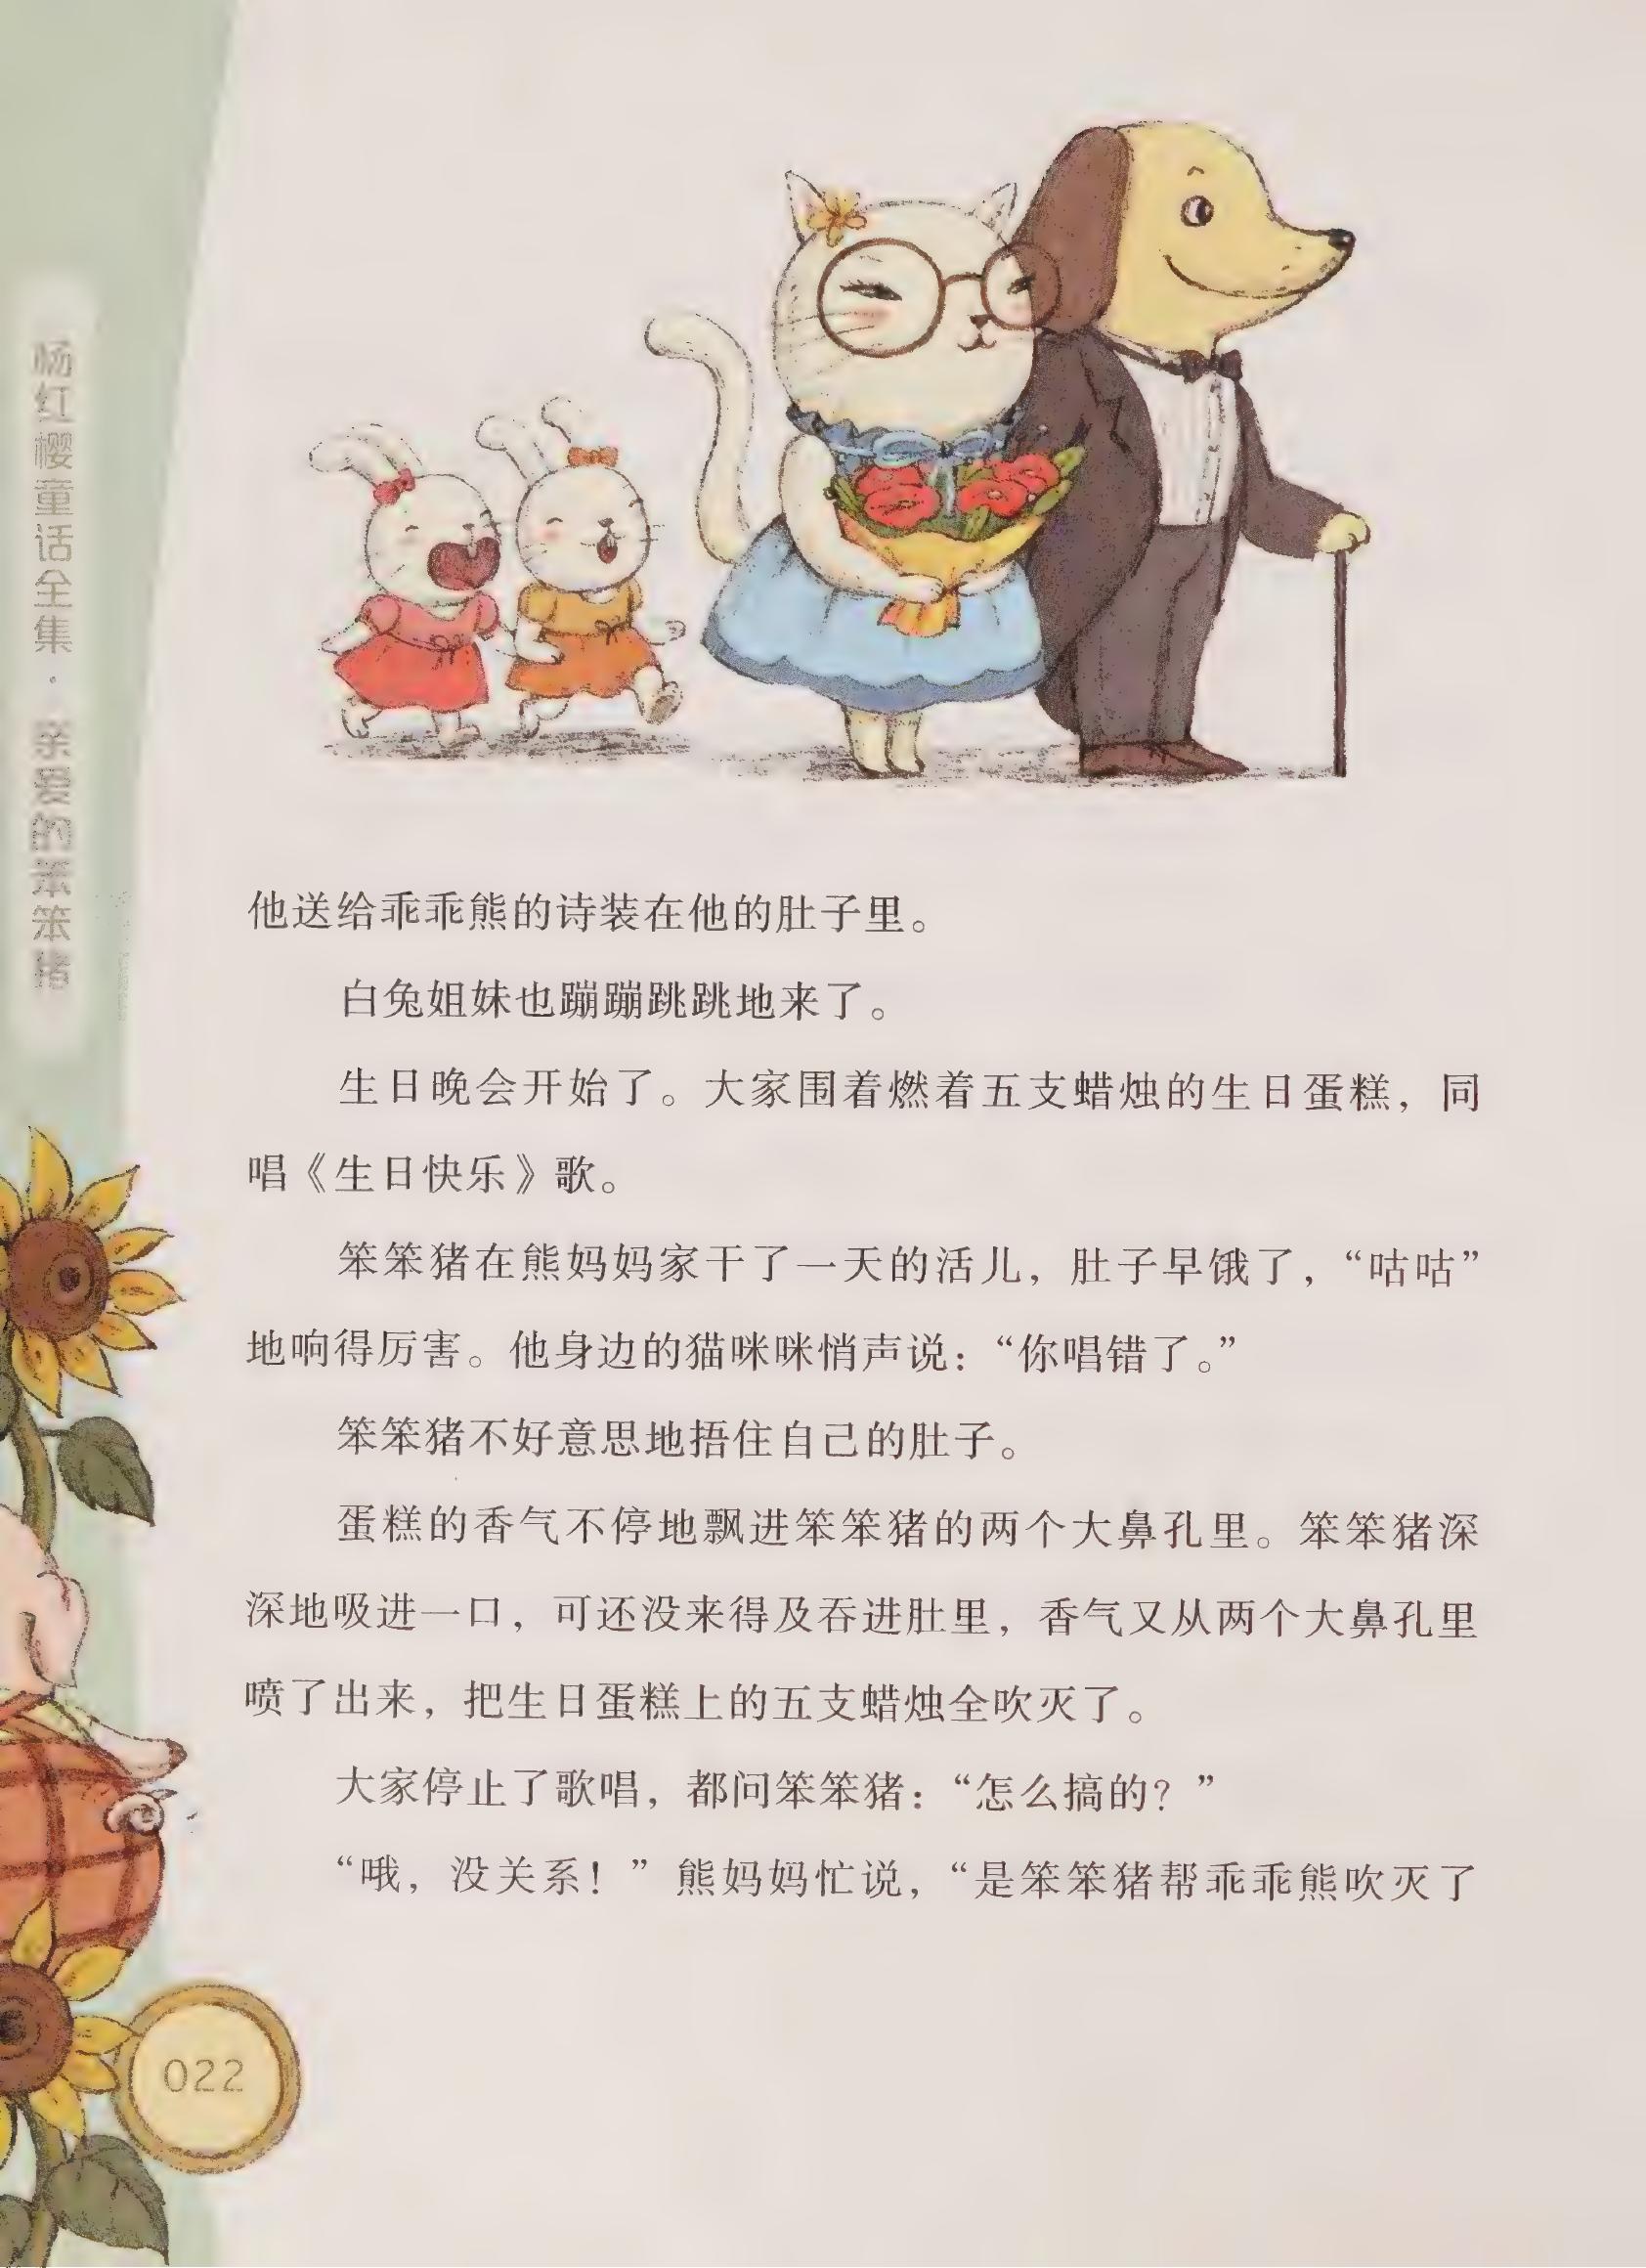 杨红樱童话全集·亲爱的笨笨猪
他送给乖乖熊的诗装在他的肚子里。
白兔姐妹也蹦蹦跳跳地来了。
生日晚会开始了。大家围着燃着五支蜡烛的生日蛋糕，同
唱《生日快乐》歌。
笨笨猪在熊妈妈家干了一天的活儿，肚子早饿了，“咕咕”
地响得厉害。他身边的猫咪咪悄声说：“你唱错了。”
笨笨猪不好意思地捂住自己的肚子。
蛋糕的香气不停地飘进笨笨猪的两个大鼻孔里。笨笨猪深
深地吸进一口，可还没来得及吞进肚里，香气又从两个大鼻孔里
喷了出来，把生日蛋糕上的五支蜡烛全吹灭了。
大家停止了歌唱，都问笨笨猪：“怎么搞的？”
“哦，没关系！”熊妈妈忙说，“是笨笨猪帮乖乖熊吹灭了
022